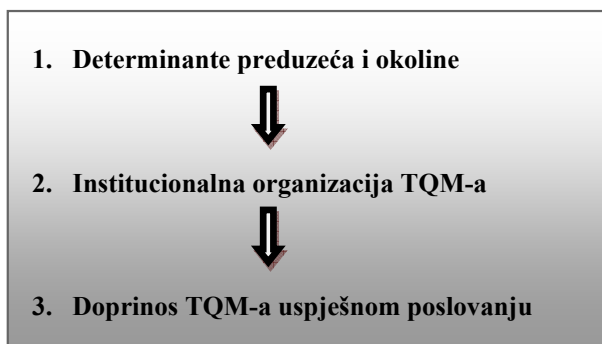 1. Determinante preduzeća i okoline
2. Institucionalna organizacija TQM-a
3. Doprinos TQM-a uspješnom poslovanju